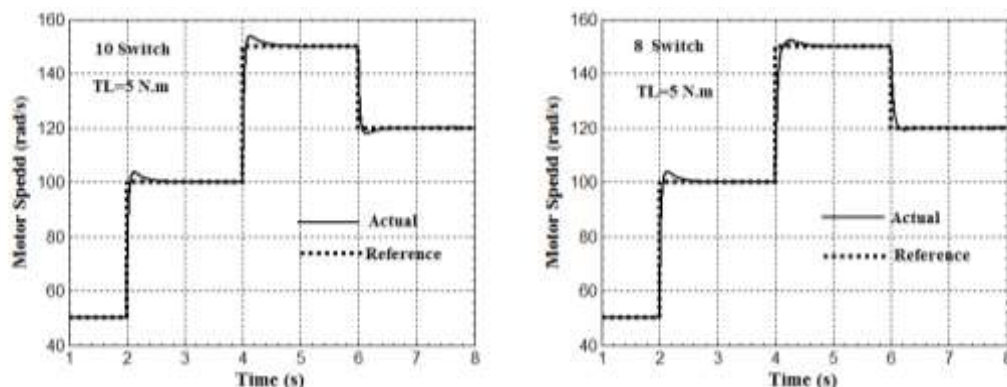 160
140
120
100
80
60
40
1 2 3 4 5 6 7 8
Motor Spedd (rad/s)
Time (s)
10 Switch
TL=5 N.m
Actual
Reference
160
140
120
100
80
60
40
1 2 3 4 5 6 7 8
Motor Spedd (rad/s)
Time (s)
8 Switch
TL=5 N.m
Actual
Reference